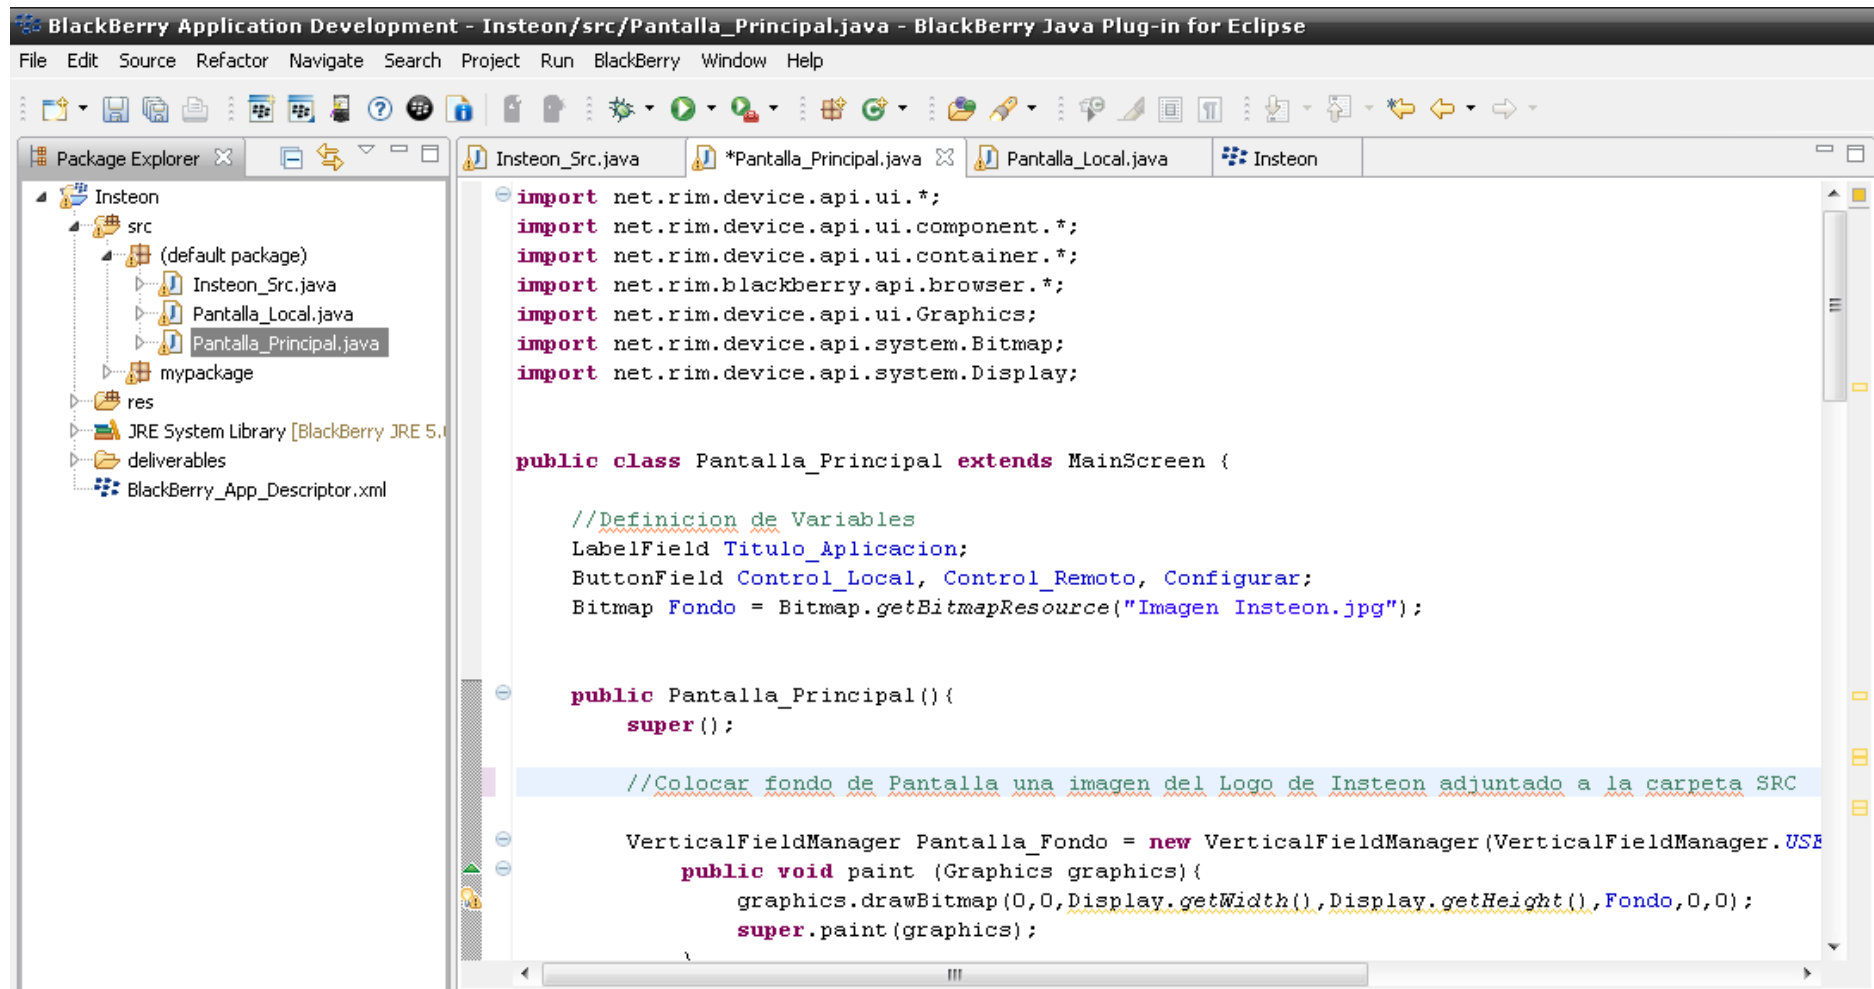 BlackBerry Application Development - Insteon/src/Pantalla_Principal.java - BlackBerry Java Plug-in for Eclipse
File Edit Source Refactor Navigate Search Project Run BlackBerry Window Help
Package Explorer
Insteon_Src.java *Pantalla_Principal.java Pantalla_Local.java Insteon
Insteon
src
(default package)
Insteon_Src.java
Pantalla_Local.java
Pantalla_Principal.java
mypackage
res
JRE System Library [BlackBerry JRE 5.
deliverables
BlackBerry_App_Descriptor.xml
import net.rim.device.api.ui.*;
import net.rim.device.api.ui.component.*;
import net.rim.device.api.ui.container.*;
import net.rim.blackberry.api.browser.*;
import net.rim.device.api.ui.Graphics;
import net.rim.device.api.system.Bitmap;
import net.rim.device.api.system.Display;
public class Pantalla_Principal extends MainScreen {
//Definicion de Variables
LabelField Titulo_Aplicacion;
ButtonField Control_Local, Control_Remoto, Configurar;
Bitmap Fondo = Bitmap.getBitmapResource("Imagen Insteon.jpg");
public Pantalla_Principal(){
super();
//Colocar fondo de Pantalla una imagen del Logo de Insteon adjuntado a la carpeta SRC
VerticalFieldManager Pantalla_Fondo = new VerticalFieldManager(VerticalFieldManager.USE
public void paint (Graphics graphics){
graphics.drawBitmap(0,0,Display.getWidth(),Display.getHeight(),Fondo,0,0);
super.paint(graphics);
}